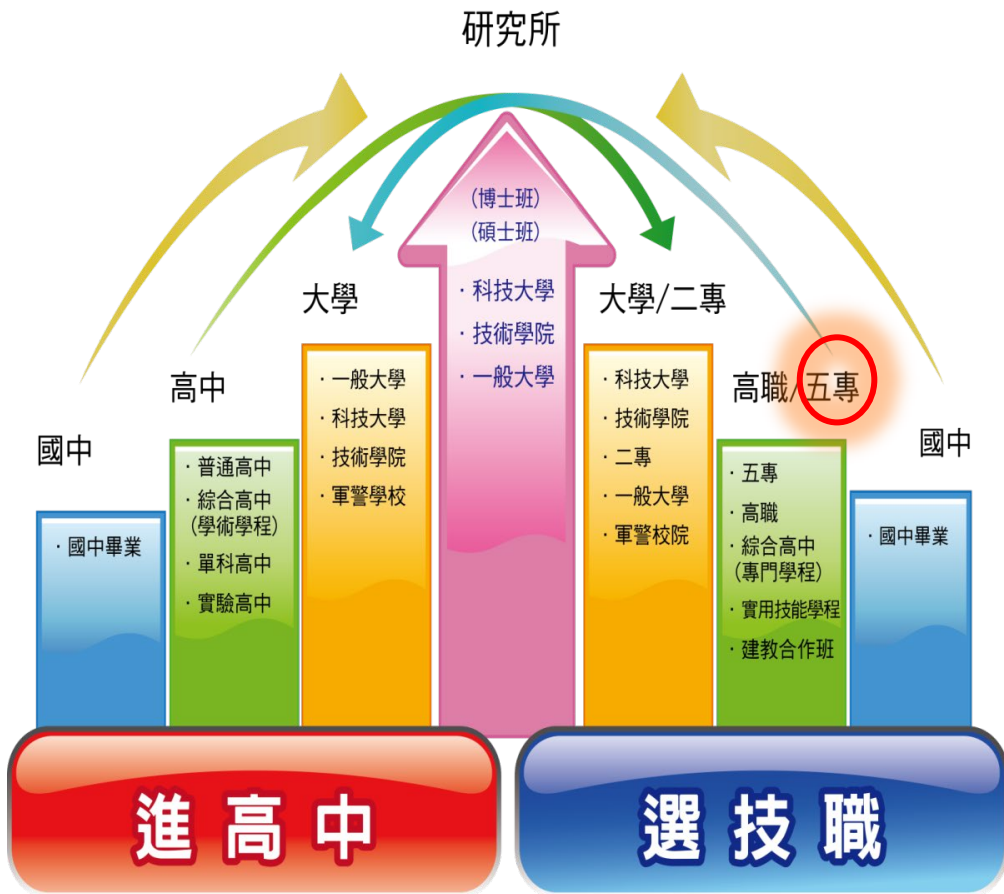 研究所
(博士班)
(碩士班)
·科技大學
·技術學院
·一般大學
大學
·一般大學
·科技大學
·技術學院
·軍警學校
高中
·普通高中
·綜合高中
(學術學程)
·單科高中
·實驗高中
國中
·國中畢業
大學/二專
·科技大學
·技術學院
·二專
·一般大學
·軍警校院
高職/五專
·五專
·高職
·綜合高中
(專門學程)
·實用技能學程
·建教合作班
國中
·國中畢業
進高中
選技職